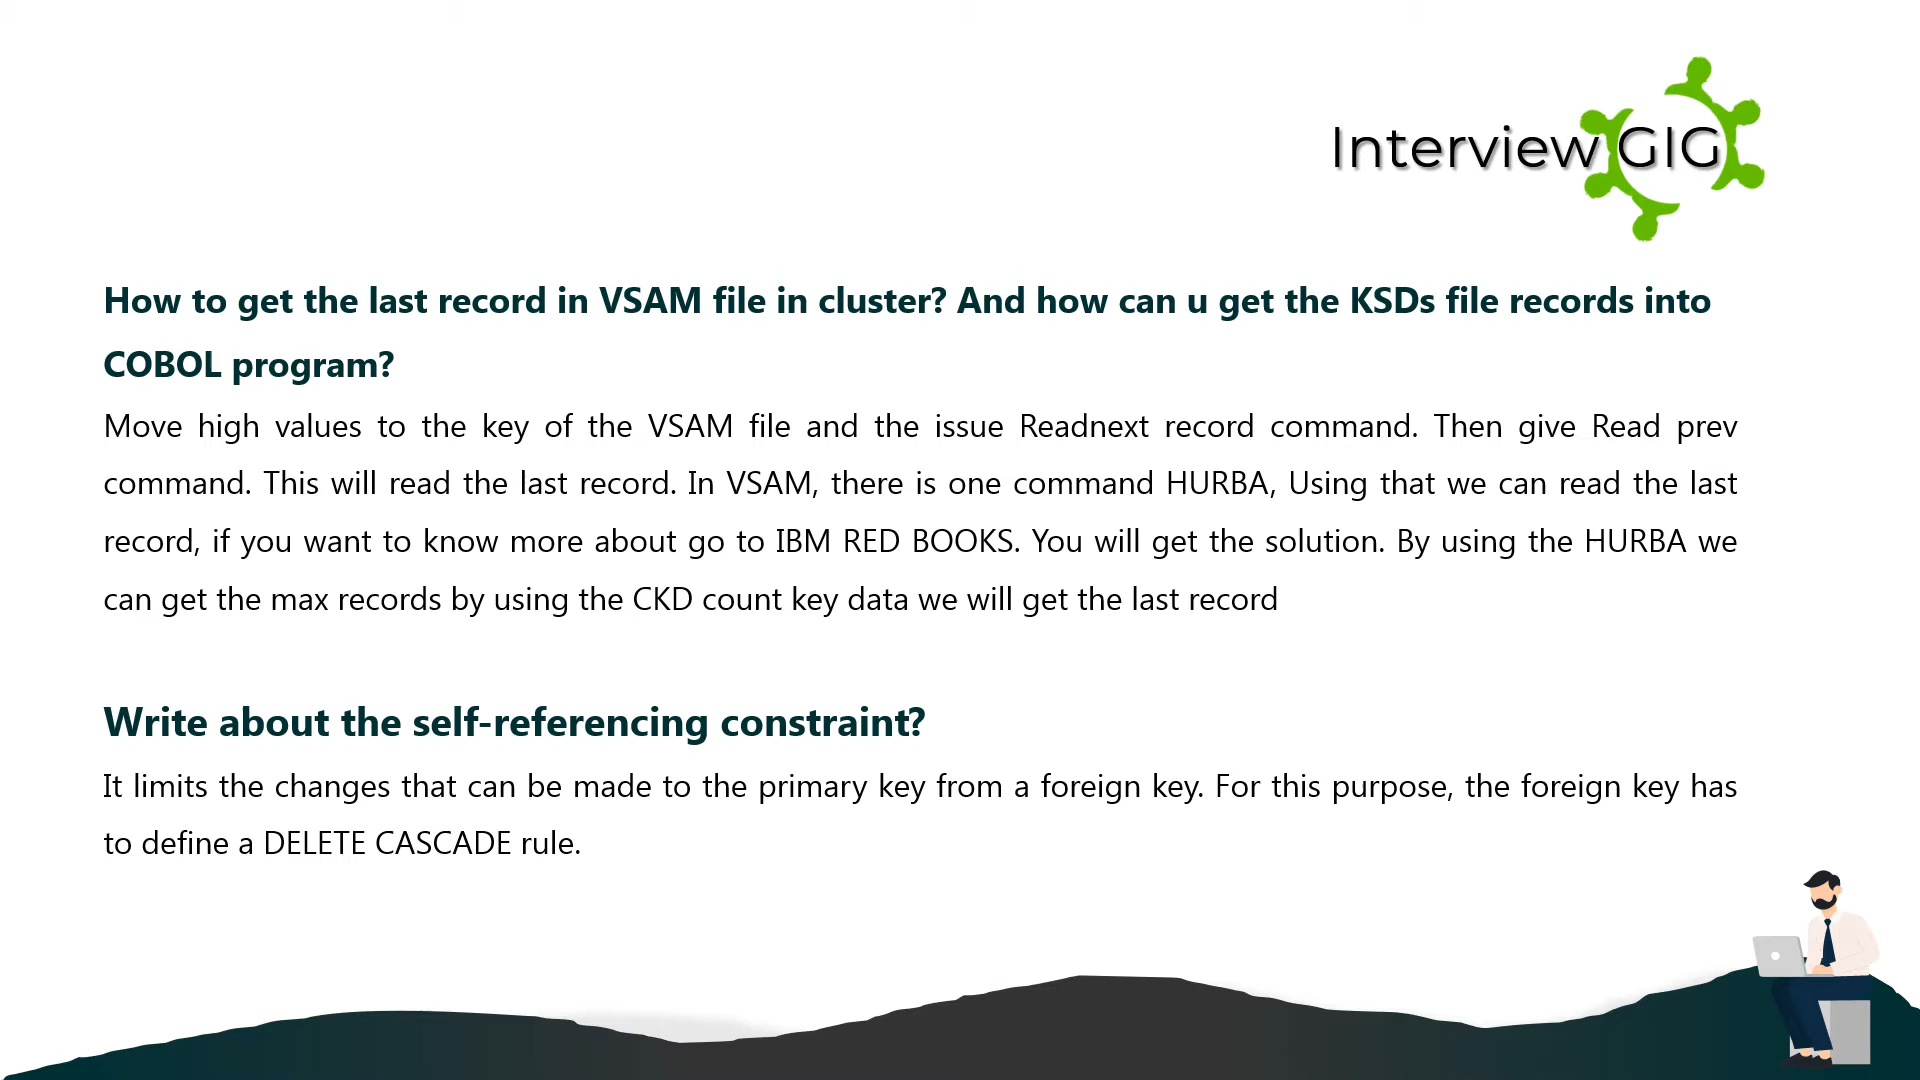 Interview GIG
How to get the last record in VSAM file in cluster? And how can u get the KSDs file records into
COBOL program?
Move high values to the key of the VSAM file and the issue Readnext record command. Then give Read prev
command. This will read the last record. In VSAM, there is one command HURBA, Using that we can read the last
record, if you want to know more about go to IBM RED BOOKS. You will get the solution. By using the HURBA we
can get the max records by using the CKD count key data we will get the last record
Write about the self-referencing constraint?
It limits the changes that can be made to the primary key from a foreign key. For this purpose, the foreign key has
to define a DELETE CASCADE rule.